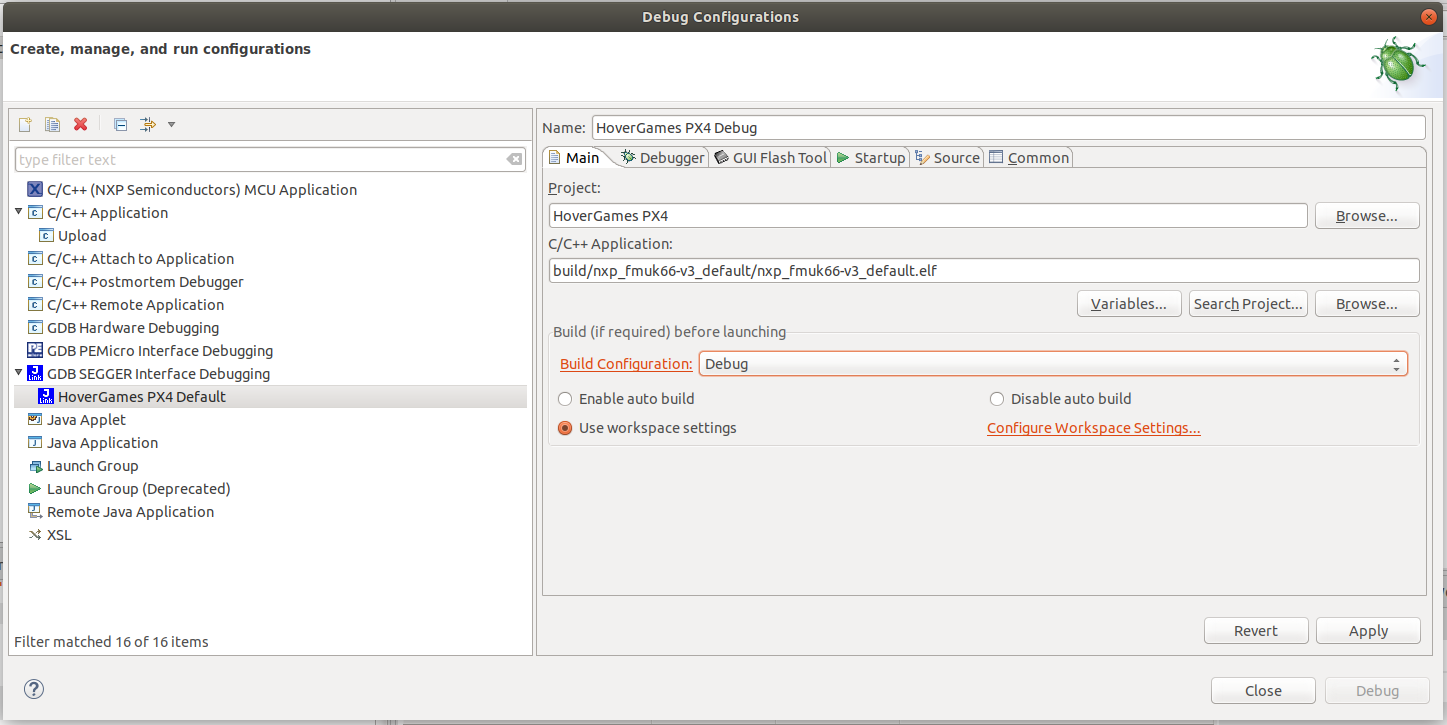 Debug Configurations
Create, manage, and run configurations
type filter text
C/C++ (NXP Semiconductors) MCU Application
C/C++ Application
Upload
C/C++ Attach to Application
C/C++ Postmortem Debugger
C/C++ Remote Application
GDB Hardware Debugging
GDB PEMicro Interface Debugging
GDB SEGGER Interface Debugging
HoverGames PX4 Default
Java Applet
Java Application
Launch Group
Launch Group (Deprecated)
Remote Java Application
XSL
Filter matched 16 of 16 items
Name: HoverGames PX4 Debug
Main Debugger GUI Flash Tool Startup Source Common
Project:
HoverGames PX4 Browse...
C/C++ Application:
build/nxp_fmuk66-v3_default/nxp_fmuk66-v3_default.elf
Variables... Search Project... Browse...
Build (if required) before launching
Build Configuration: Debug
Enable auto build Disable auto build
Use workspace settings Configure Workspace Settings...
Revert Apply
? Close Debug